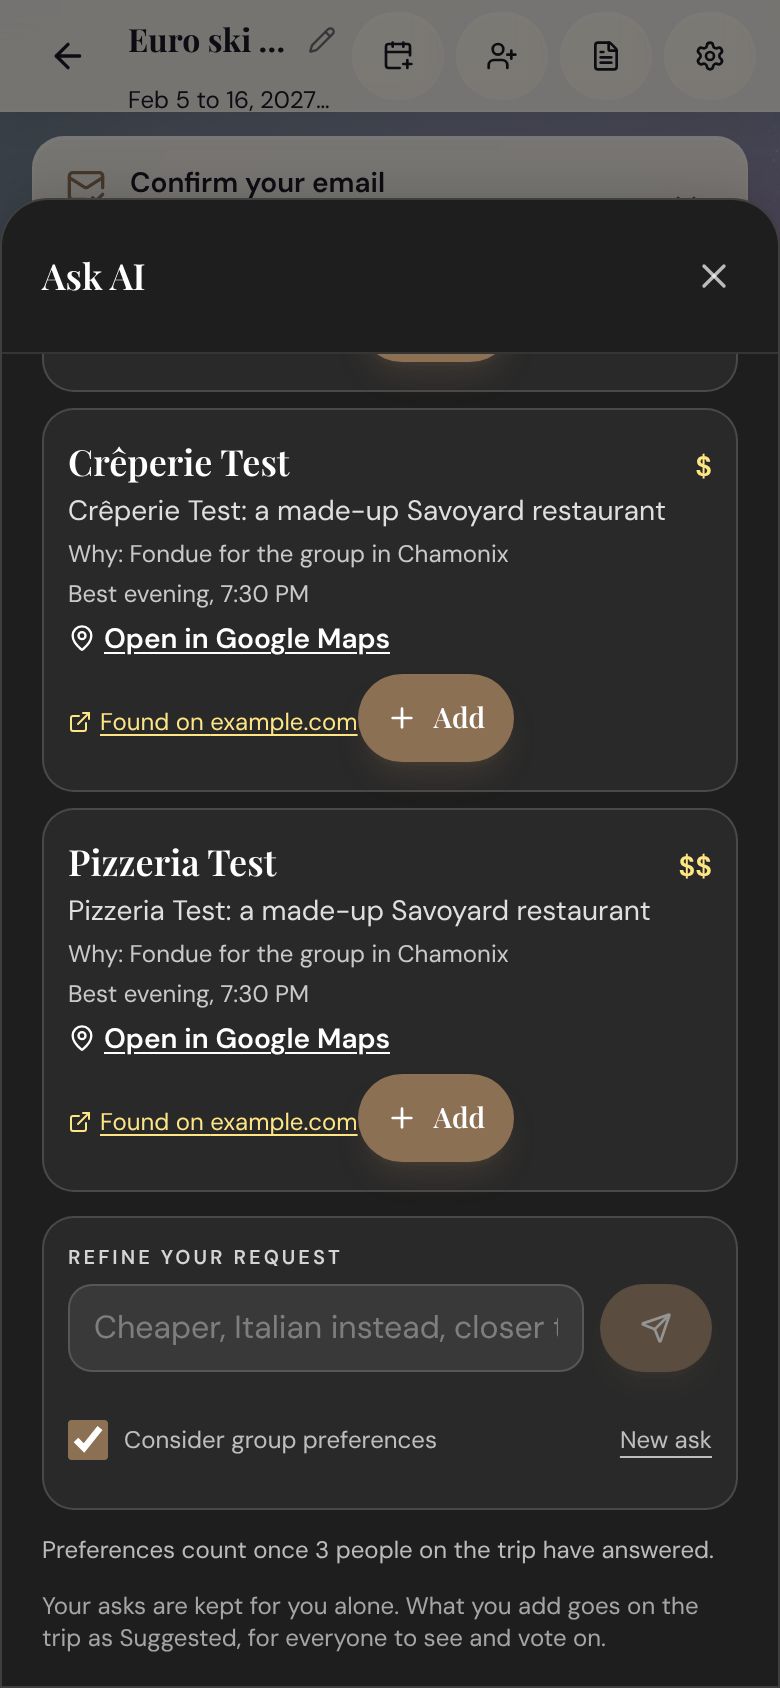 Euro ski ...
Feb 5 to 16, 2027...
Confirm your email
Ask AI
Crêperie Test
$
Crêperie Test: a made-up Savoyard restaurant
Why: Fondue for the group in Chamonix
Best evening, 7:30 PM
Open in Google Maps
Found on example.com
+ Add
Pizzeria Test
$$
Pizzeria Test: a made-up Savoyard restaurant
Why: Fondue for the group in Chamonix
Best evening, 7:30 PM
Open in Google Maps
Found on example.com
+ Add
REFINE YOUR REQUEST
Cheaper, Italian instead, closer
Consider group preferences
New ask
Preferences count once 3 people on the trip have answered.
Your asks are kept for you alone. What you add goes on the
trip as Suggested, for everyone to see and vote on.